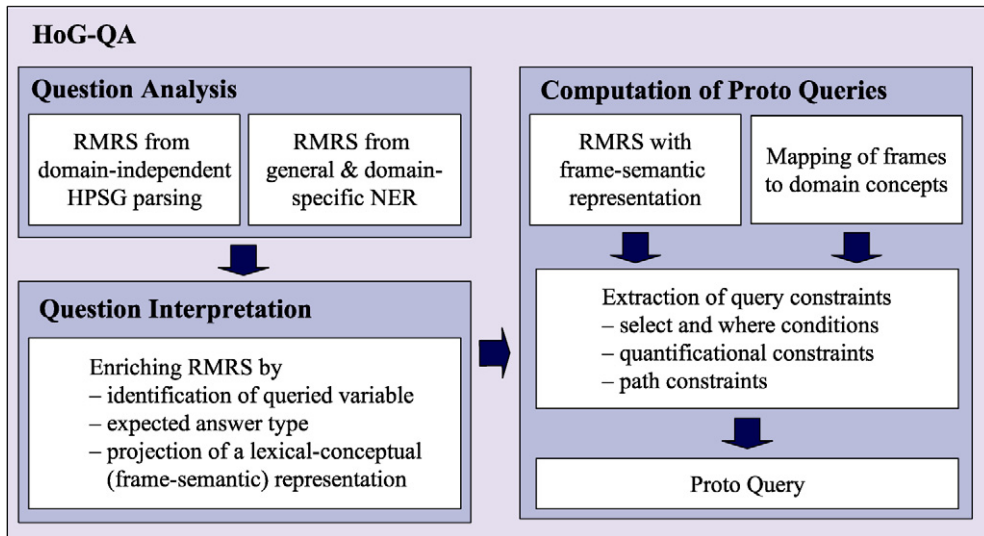 HoG-QA
Question Analysis
RMRS from
domain-independent
HPSG parsing
RMRS from
general & domain-
specific NER
Question Interpretation
Enriching RMRS by
– identification of queried variable
– expected answer type
– projection of a lexical-conceptual
(frame-semantic) representation
Computation of Proto Queries
RMRS with
frame-semantic
representation
Mapping of frames
to domain concepts
Extraction of query constraints
– select and where conditions
– quantificational constraints
– path constraints
Proto Query